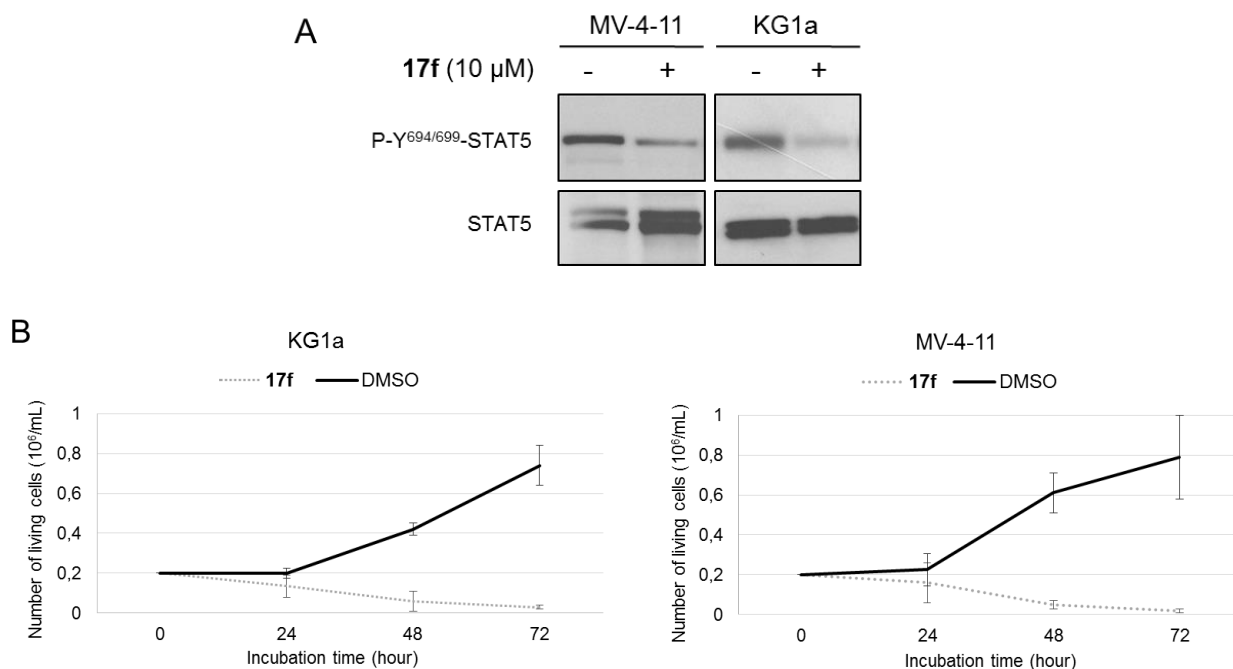 A
MV-4-11 KG1a
17f (10 µM) - + - +
P-Y694/699-STAT5
STAT5
B
KG1a
17f DMSO
Number of living cells (10⁶/mL)
1
0,8
0,6
0,4
0,2
0
0 24 48 72
Incubation time (hour)
MV-4-11
17f DMSO
Number of living cells (10⁶/mL)
1
0,8
0,6
0,4
0,2
0
0 24 48 72
Incubation time (hour)